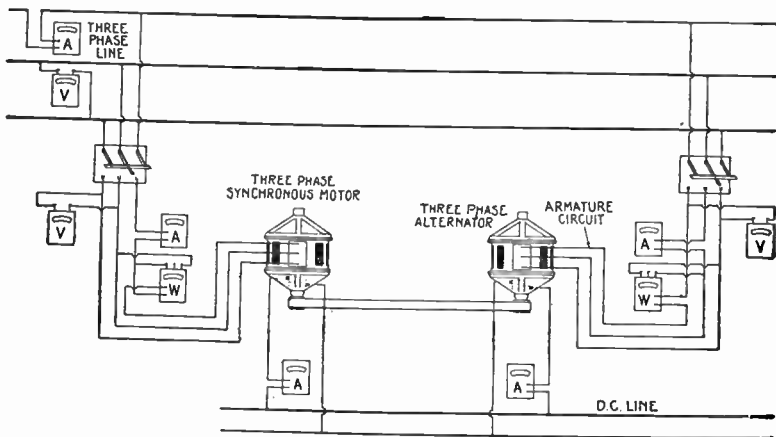 A
THREE
PHASE
LINE
V
THREE PHASE
SYNCHRONOUS MOTOR
THREE PHASE
ALTERNATOR
ARMATURE
CIRCUIT
V
A
W
A
V
W
A
A
D.C. LINE